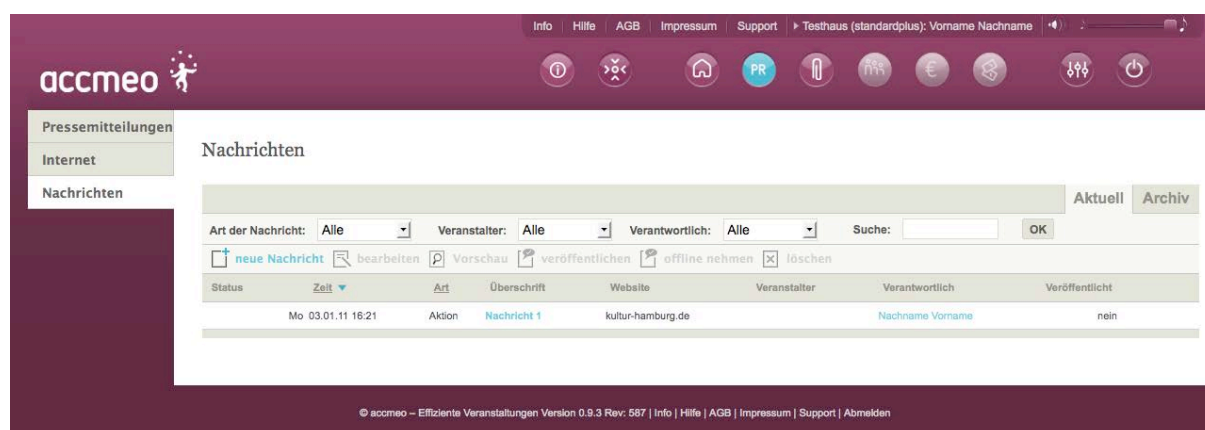 Info | Hilfe | AGB | Impressum | Support | Testhaus (standardplus): Vorname Nachname
accmeo
PR
€
Pressemitteilungen
Internet
Nachrichten
Nachrichten
Aktuell Archiv
Art der Nachricht: Alle Veranstalter: Alle Verantwortlich: Alle Suche: OK
neue Nachricht bearbeiten Vorschau veröffentlichen offline nehmen löschen
Status Zeit Art Überschrift Website Veranstalter Verantwortlich Veröffentlicht
Mo 03.01.11 16:21 Aktion Nachricht 1 kultur-hamburg.de Nachname Vorname nein
© accmeo – Effiziente Veranstaltungen Version 0.9.3 Rev: 587 | Info | Hilfe | AGB | Impressum | Support | Abmelden